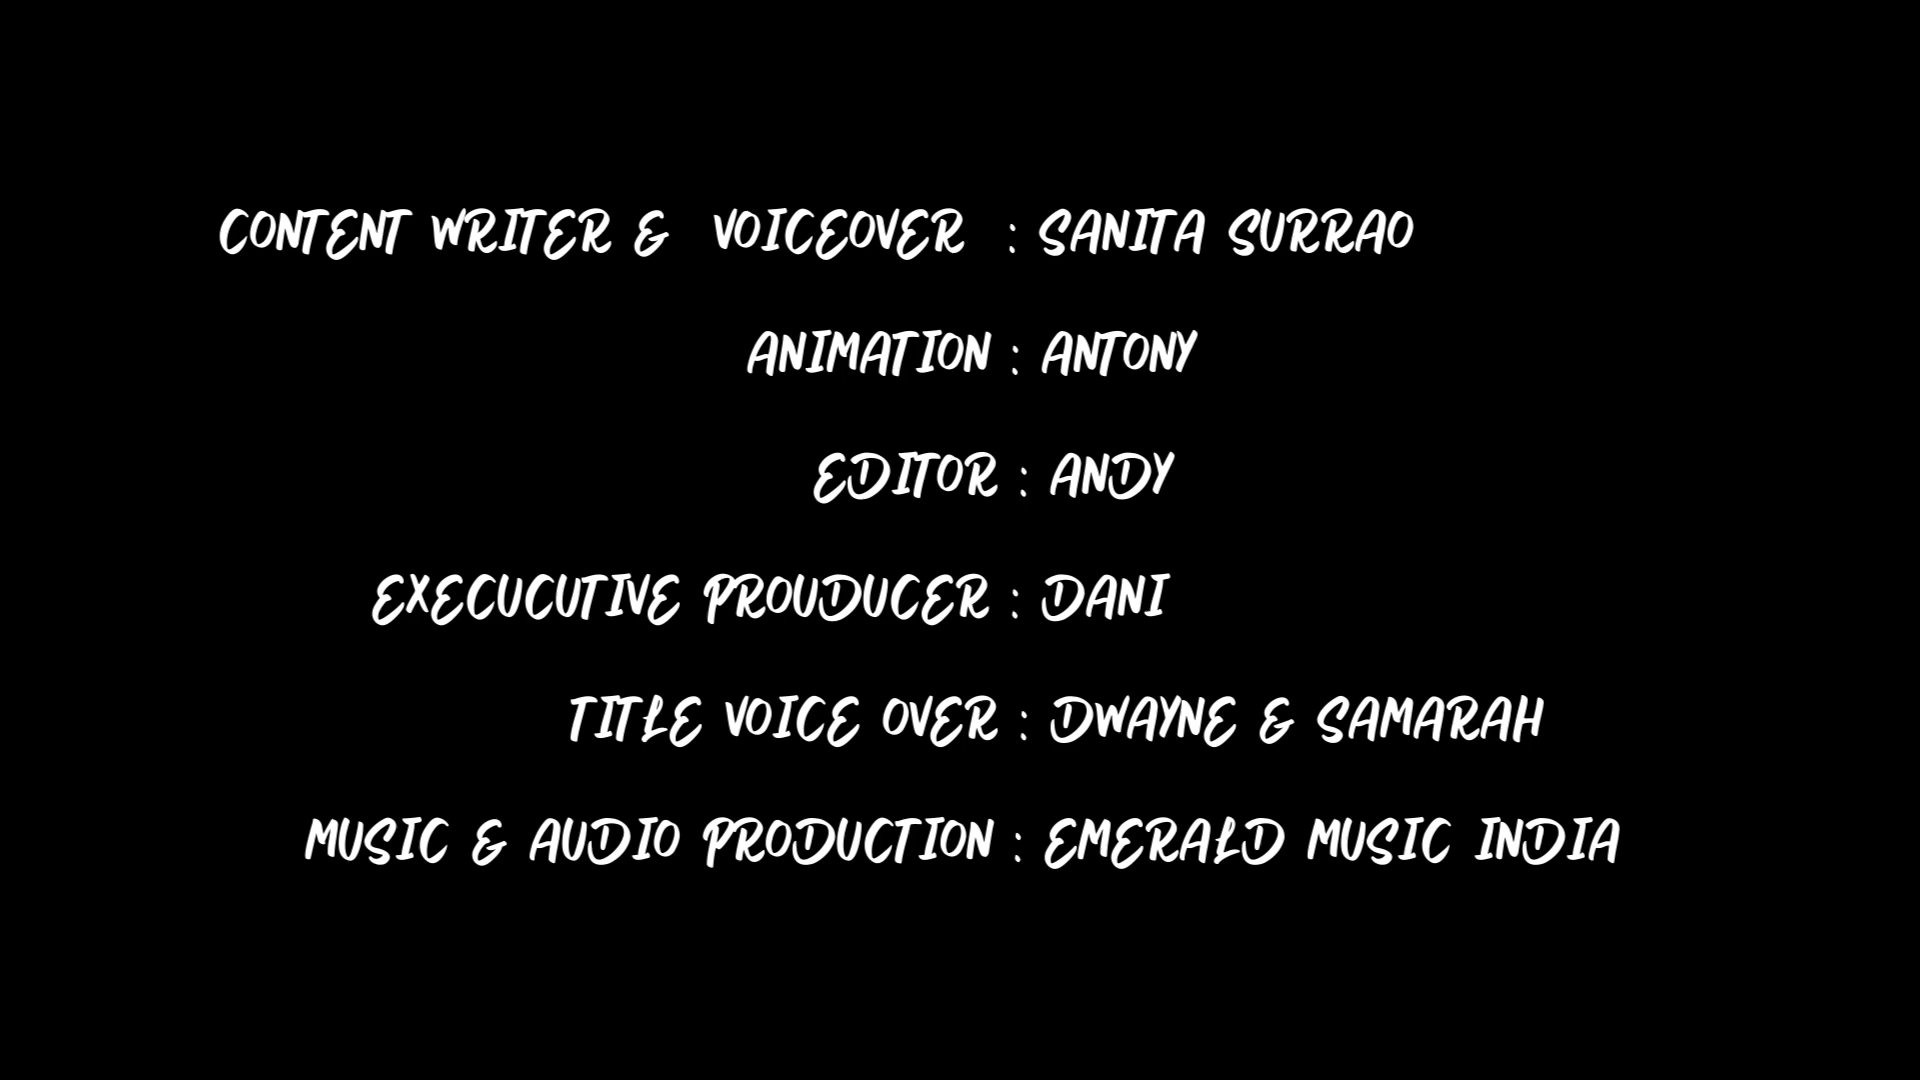 CONTENT WRITER & VOICEOVER : SANITA SURRAO
ANIMATION : ANTONY
EDITOR : ANDY
EXECUCUTIVE PROUDUCER : DANI
TITLE VOICE OVER : DWAYNE & SAMARAH
MUSIC & AUDIO PRODUCTION : EMERALD MUSIC INDIA